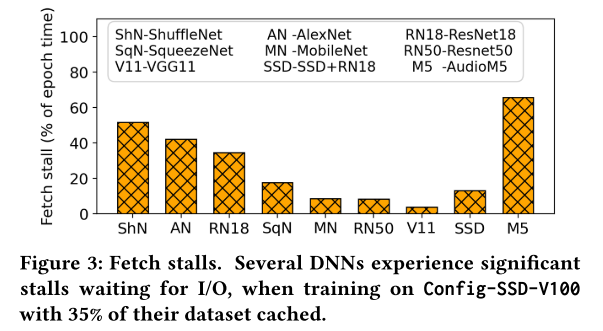 Fetch stall (% of epoch time)
100
80
60
40
20
0
ShN-ShuffleNet AN -AlexNet RN18-ResNet18
SqN-SqueezeNet MN -MobileNet RN50-Resnet50
V11-VGG11 SSD-SSD+RN18 M5 -AudioM5
ShN AN RN18 SqN MN RN50 V11 SSD M5
Figure 3: Fetch stalls. Several DNNs experience significant
stalls waiting for I/O, when training on Config-SSD-V100
with 35% of their dataset cached.